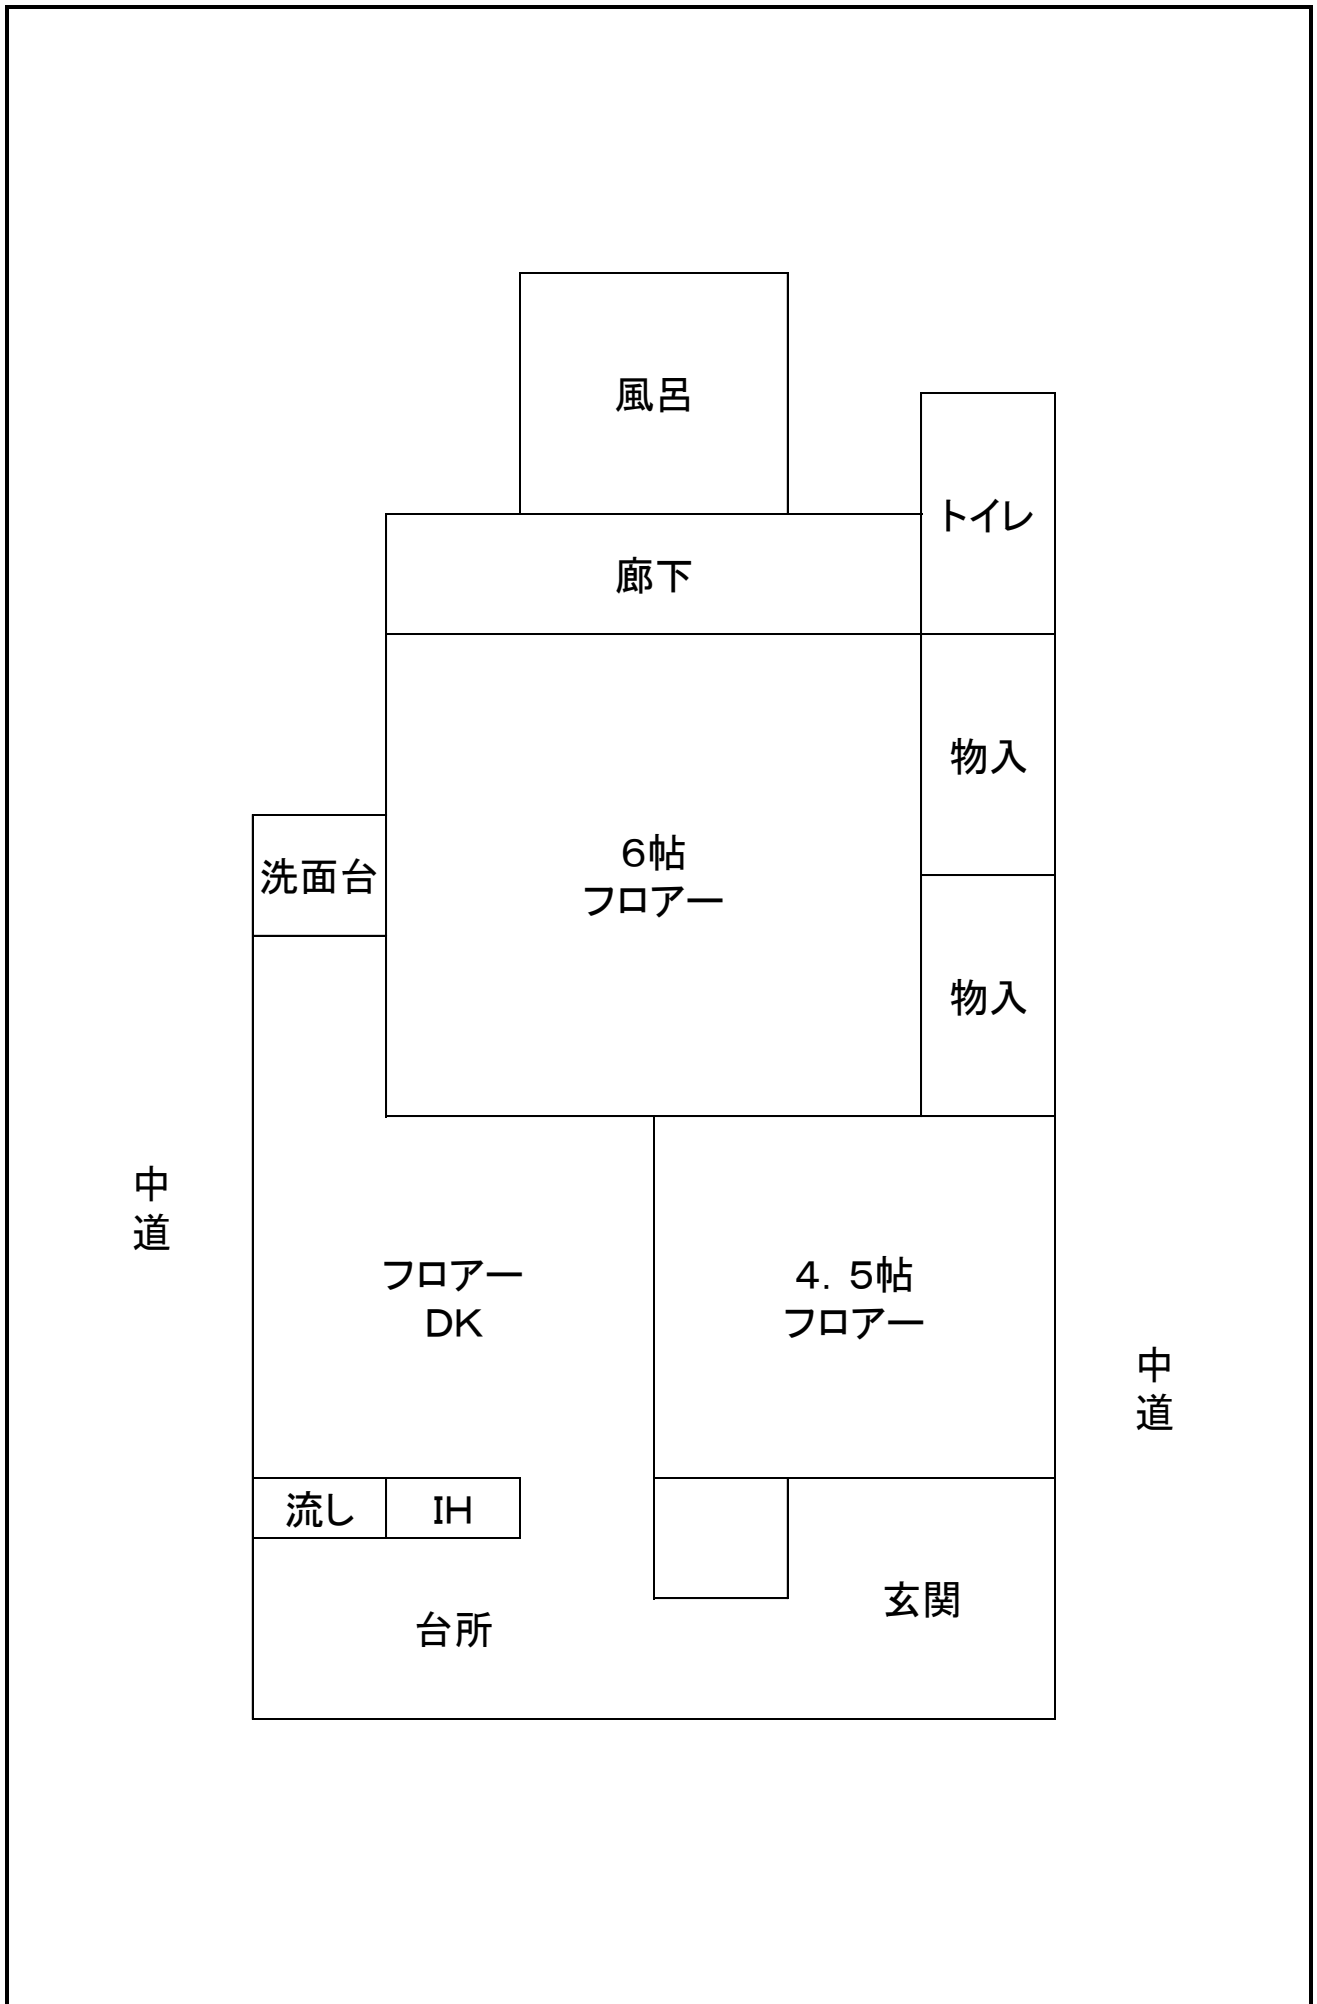 風呂
トイレ
廊下
物入
6帖
フロアー
洗面台
物入
中
道
フロアー
DK
4．5帖
フロアー
中
道
流し
IH
玄関
台所